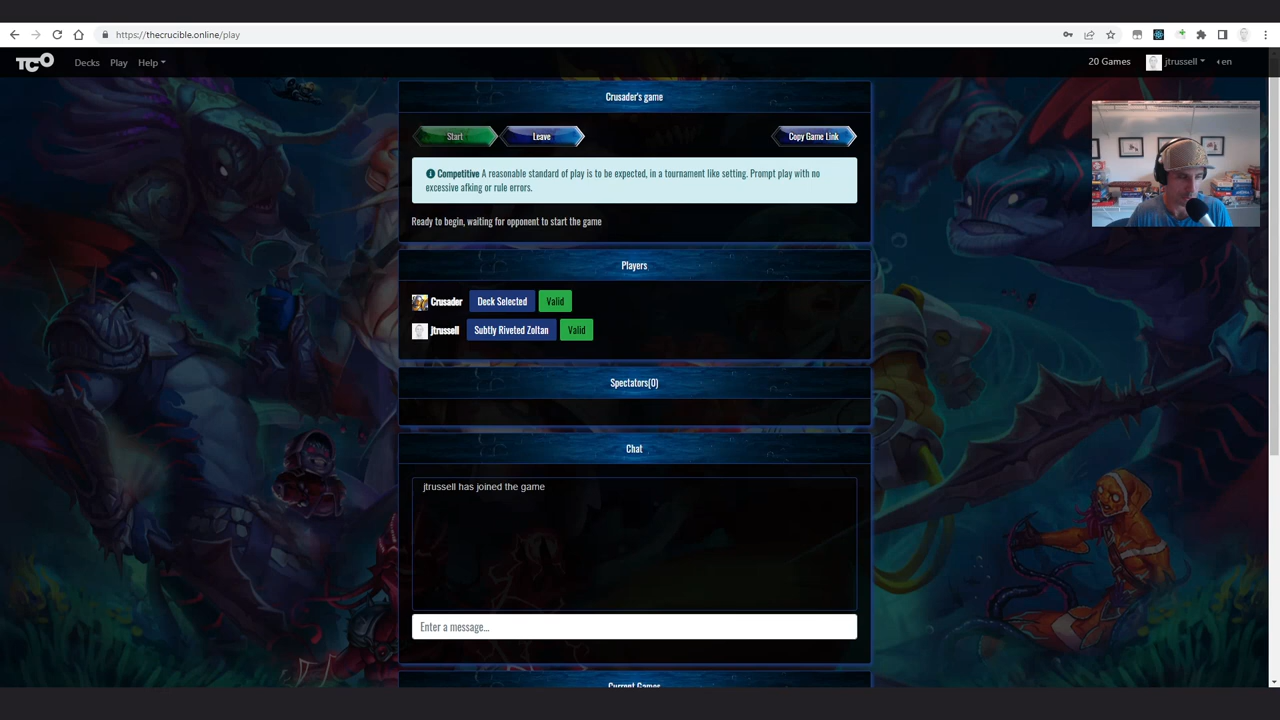 https://thecrucible.online/play
TCO
Decks
Play
Help
20 Games
jtrussell
en
Crusader's game
Start
Leave
Copy Game Link
Competitive A reasonable standard of play is to be expected, in a tournament like setting. Prompt play with no
excessive afking or rule errors.
Ready to begin, waiting for opponent to start the game
Players
Crusader
Deck Selected
Valid
jtrussell
Subtly Riveted Zoltan
Valid
Spectators(0)
Chat
jtrussell has joined the game
Enter a message...
Current Games